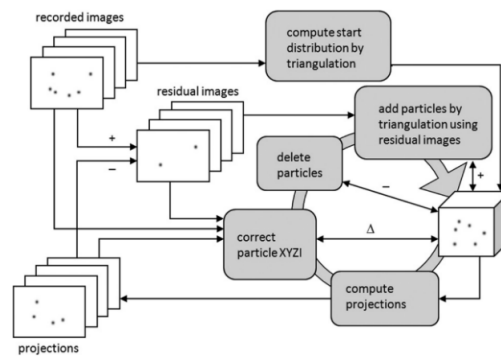 recorded images
compute start
distribution by
triangulation
residual images
add particles by
triangulation using
residual images
+
−
delete
particles
−
+
correct
particle XYZI
Δ
compute
projections
projections